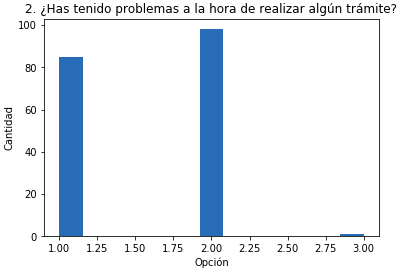 2. ¿Has tenido problemas a la hora de realizar algún trámite?
100
80
60
40
20
0
Cantidad
1.00 1.25 1.50 1.75 2.00 2.25 2.50 2.75 3.00
Opción